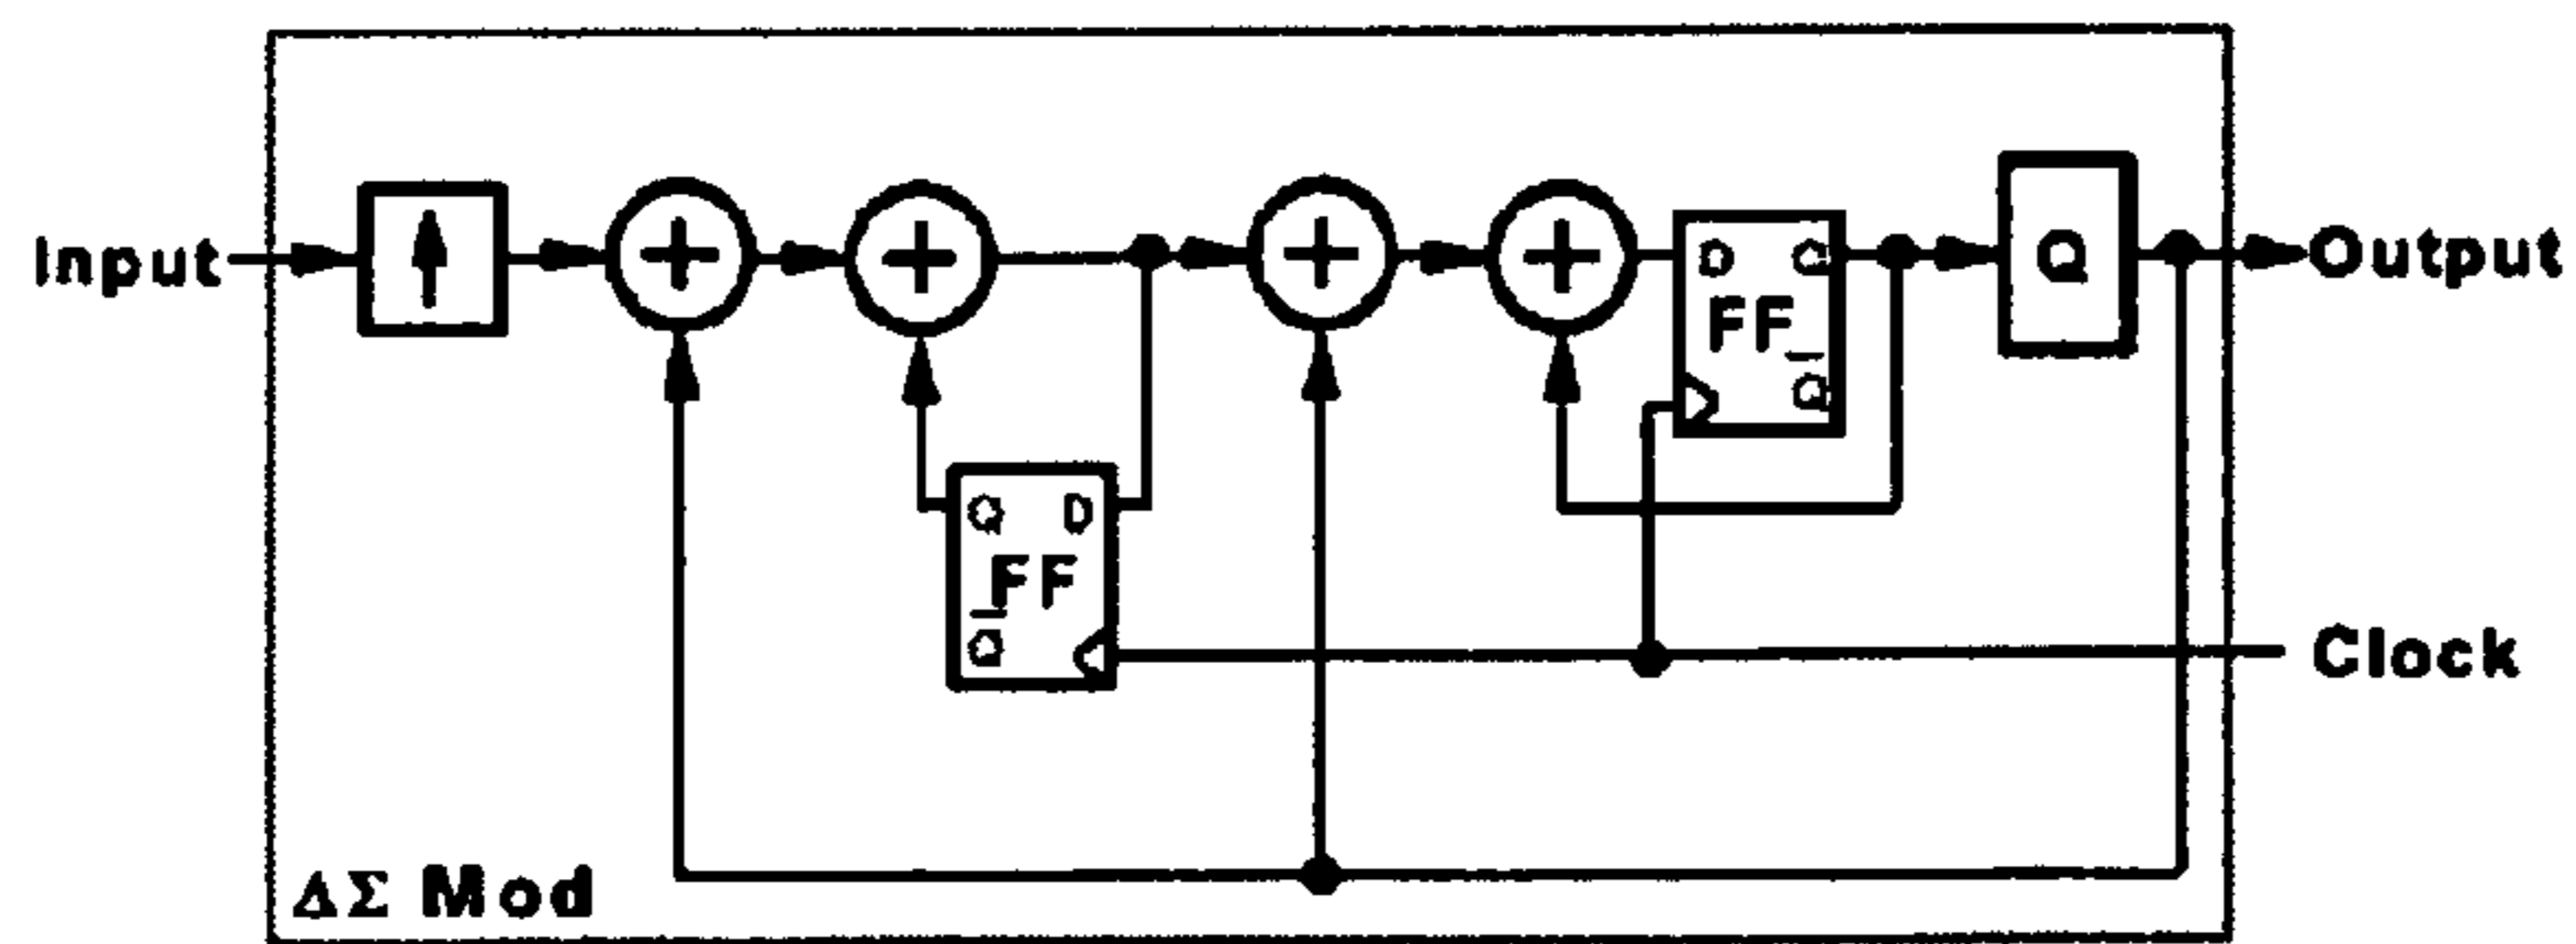 Input
D Q
FF
Q
Q
Output
Q D
FF
Q
Clock
ΔΣ Mod